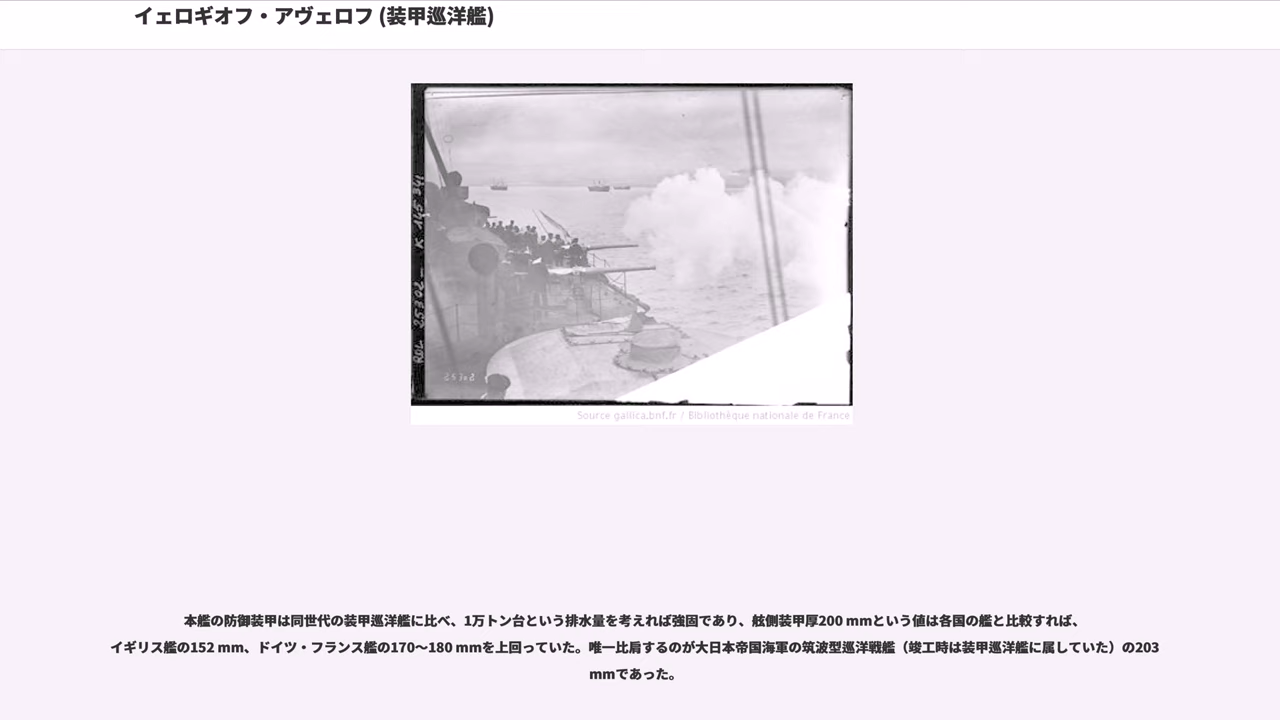 イェロギオフ・アヴェロフ (装甲巡洋艦)
ROL 25302 - K 145 341
25302
Source gallica.bnf.fr / Bibliothèque nationale de France
本艦の防御装甲は同世代の装甲巡洋艦に比べ、1万トン台という排水量を考えれば強固であり、舷側装甲厚200 mmという値は各国の艦と比較すれば、
イギリス艦の152 mm、ドイツ・フランス艦の170～180 mmを上回っていた。唯一比肩するのが大日本帝国海軍の筑波型巡洋戦艦（竣工時は装甲巡洋艦に属していた）の203
mmであった。